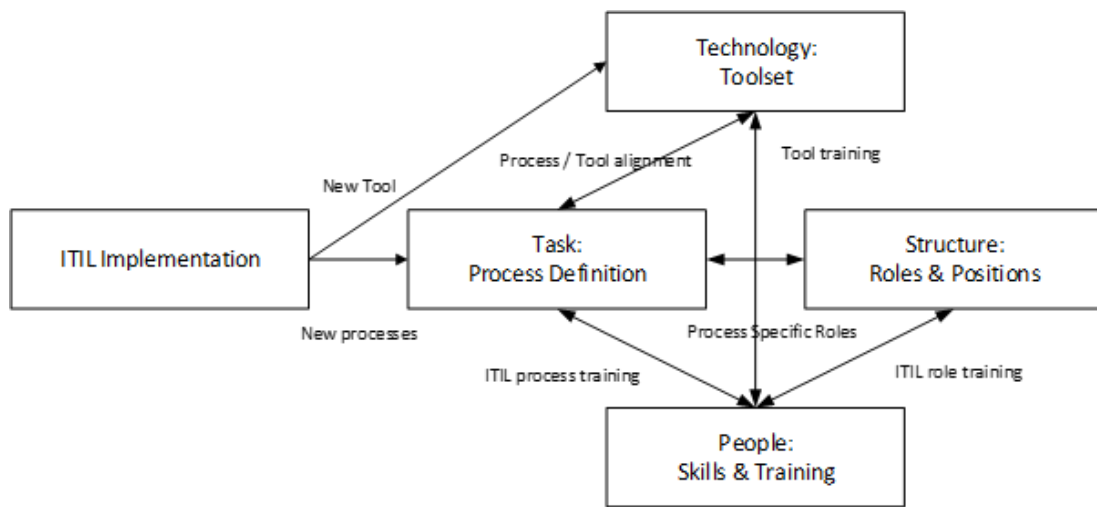 Technology:
Toolset
Process / Tool alignment
Tool training
New Tool
ITIL Implementation
Task:
Process Definition
Structure:
Roles & Positions
New processes
Process Specific Roles
ITIL process training
ITIL role training
People:
Skills & Training